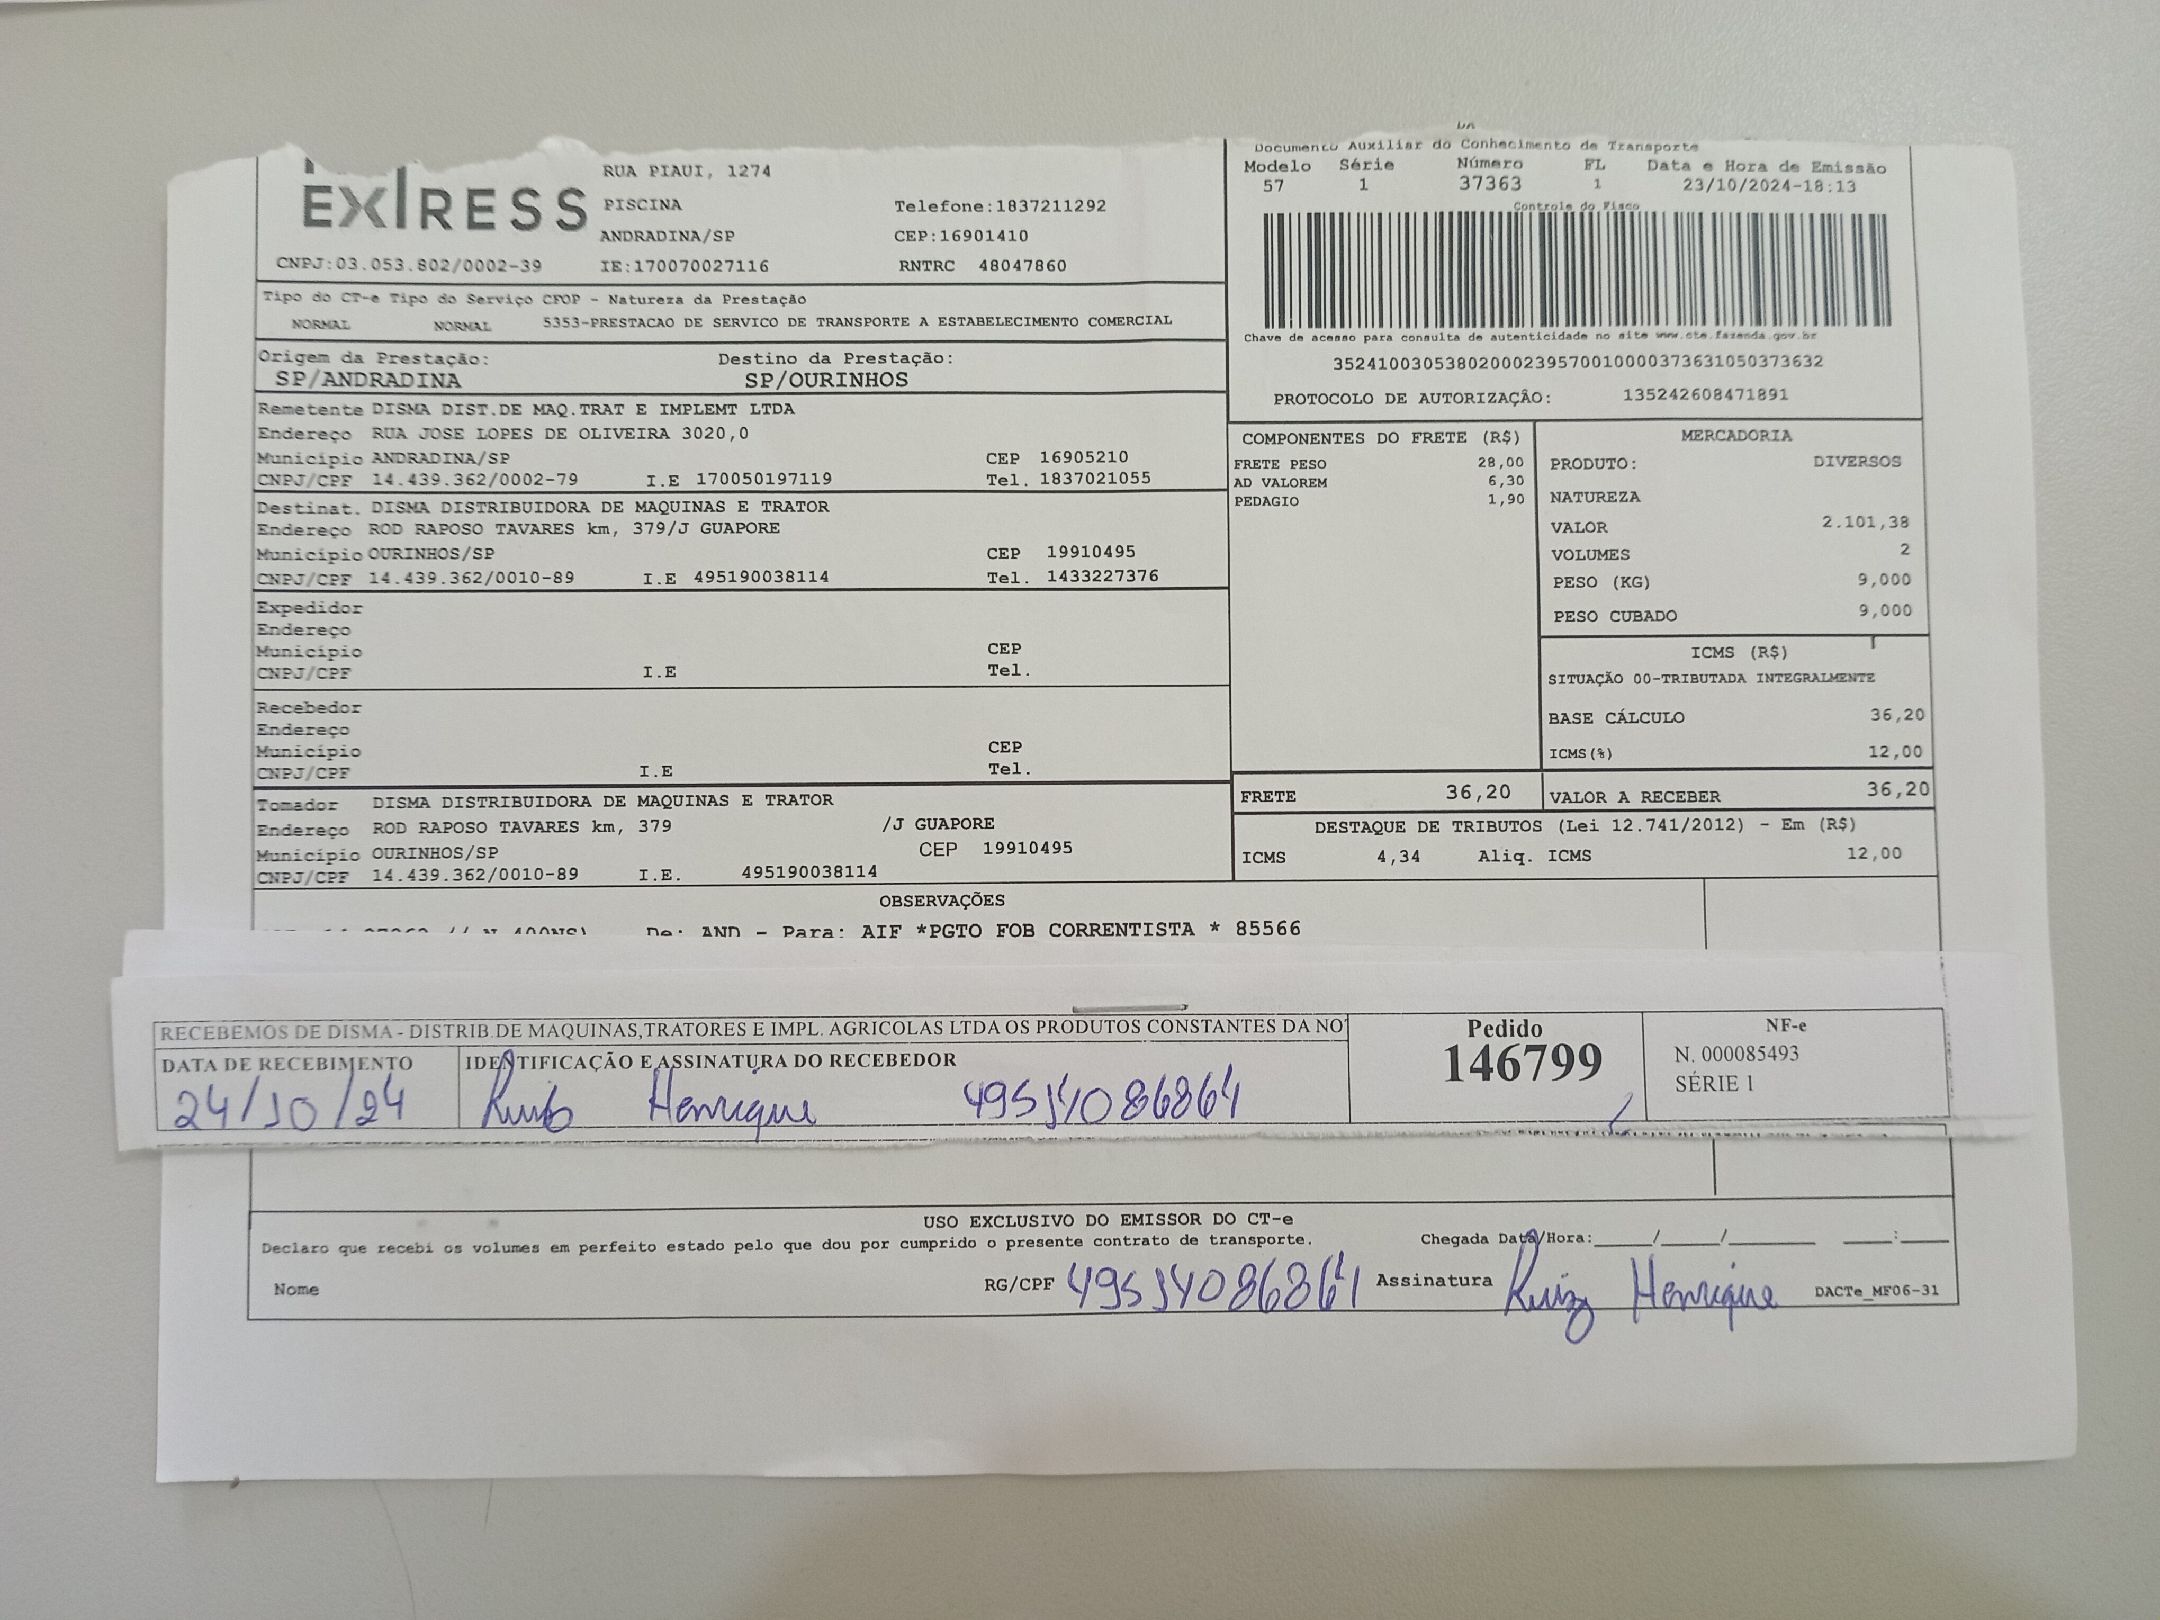 EXPRESS
RUA PIAUI, 1274
PISCINA Telefone:1837211292
ANDRADINA/SP CEP:16901410
CNPJ:03.053.802/0002-39 IE:170070027116 RNTRC 48047860
Documento Auxiliar do Conhecimento de Transporte
Modelo Série Número FL Data e Hora de Emissão
57 1 37363 1 23/10/2024-18:13
Controle do Fisco
Chave de acesso para consulta de autenticidade no site www.cte.fazenda.gov.br
35241003053802000239570010000373631050373632
PROTOCOLO DE AUTORIZAÇÃO: 135242608471891
Tipo do CT-e Tipo do Serviço CFOP - Natureza da Prestação
NORMAL NORMAL 5353-PRESTACAO DE SERVICO DE TRANSPORTE A ESTABELECIMENTO COMERCIAL
Origem da Prestação: Destino da Prestação:
SP/ANDRADINA SP/OURINHOS
Remetente DISMA DIST.DE MAQ.TRAT E IMPLEMT LTDA
Endereço RUA JOSE LOPES DE OLIVEIRA 3020,0
Município ANDRADINA/SP CEP 16905210
CNPJ/CPF 14.439.362/0002-79 I.E 170050197119 Tel. 1837021055
Destinat. DISMA DISTRIBUIDORA DE MAQUINAS E TRATOR
Endereço ROD RAPOSO TAVARES km, 379/J GUAPORE
Município OURINHOS/SP CEP 19910495
CNPJ/CPF 14.439.362/0010-89 I.E 495190038114 Tel. 1433227376
Expedidor
Endereço
Município CEP
CNPJ/CPF I.E Tel.
Recebedor
Endereço
Município CEP
CNPJ/CPF I.E Tel.
Tomador DISMA DISTRIBUIDORA DE MAQUINAS E TRATOR
Endereço ROD RAPOSO TAVARES km, 379 /J GUAPORE
Município OURINHOS/SP CEP 19910495
CNPJ/CPF 14.439.362/0010-89 I.E. 495190038114
COMPONENTES DO FRETE (R$)
FRETE PESO 28,00
AD VALOREM 6,30
PEDAGIO 1,90
MERCADORIA
PRODUTO: DIVERSOS
NATUREZA
VALOR 2.101,38
VOLUMES 2
PESO (KG) 9,000
PESO CUBADO 9,000
ICMS (R$)
SITUAÇÃO 00-TRIBUTADA INTEGRALMENTE
BASE CÁLCULO 36,20
ICMS(%) 12,00
FRETE 36,20 VALOR A RECEBER 36,20
DESTAQUE DE TRIBUTOS (Lei 12.741/2012) - Em (R$)
ICMS 4,34 Aliq. ICMS 12,00
OBSERVAÇÕES
De: AND - Para: AIF *PGTO FOB CORRENTISTA * 85566
RECEBEMOS DE DISMA - DISTRIB.DE MAQUINAS,TRATORES E IMPL. AGRICOLAS LTDA OS PRODUTOS CONSTANTES DA NO
DATA DE RECEBIMENTO IDENTIFICAÇÃO E ASSINATURA DO RECEBEDOR
24/10/24 Ruiz Henrique 49514086864
Pedido
146799
NF-e
N. 000085493
SÉRIE 1
USO EXCLUSIVO DO EMISSOR DO CT-e
Declaro que recebi os volumes em perfeito estado pelo que dou por cumprido o presente contrato de transporte. Chegada Data/Hora:____/____/____ ____:____
Nome RG/CPF 49514086864 Assinatura Ruiz Henrique DACTe_MF06-31